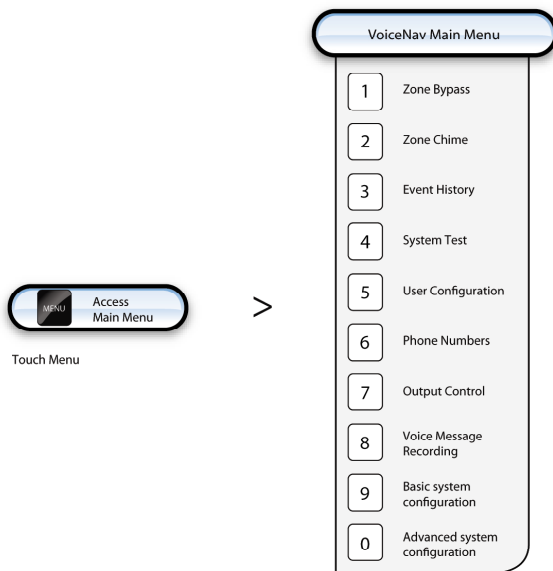 VoiceNav Main Menu
1 Zone Bypass
2 Zone Chime
3 Event History
4 System Test
5 User Configuration
6 Phone Numbers
7 Output Control
8 Voice Message
Recording
9 Basic system
configuration
0 Advanced system
configuration
MENU Access
Main Menu
>
Touch Menu